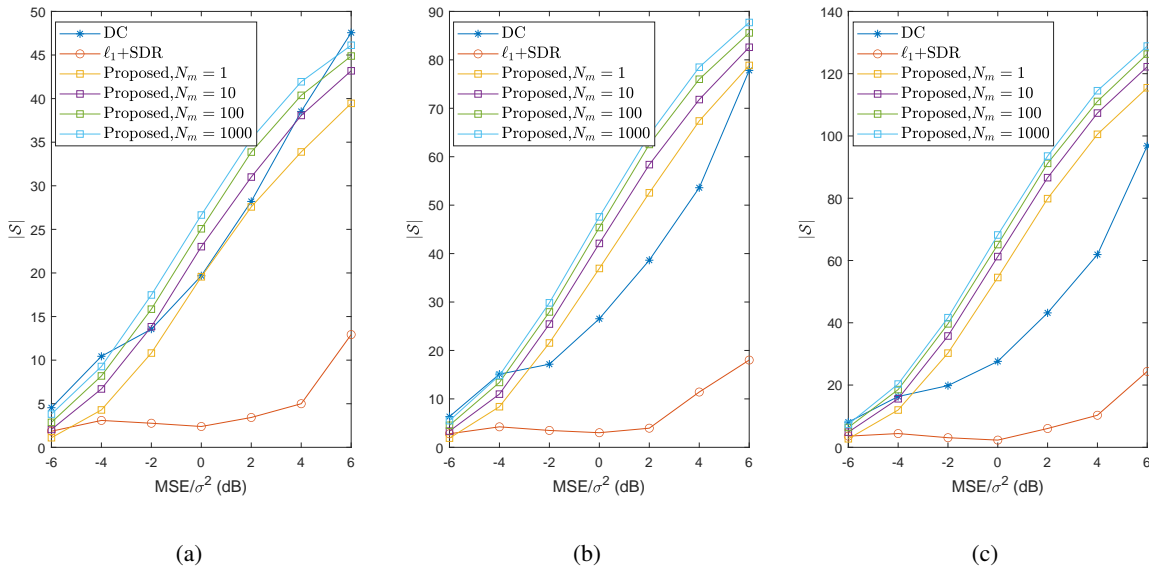 50
45
40
35
30
25
20
15
10
5
0
|𝒮|
DC
ℓ₁+SDR
Proposed,Nₘ = 1
Proposed,Nₘ = 10
Proposed,Nₘ = 100
Proposed,Nₘ = 1000
-6 -4 -2 0 2 4 6
MSE/σ² (dB)
(a)
90
80
70
60
50
40
30
20
10
0
|𝒮|
DC
ℓ₁+SDR
Proposed,Nₘ = 1
Proposed,Nₘ = 10
Proposed,Nₘ = 100
Proposed,Nₘ = 1000
-6 -4 -2 0 2 4 6
MSE/σ² (dB)
(b)
140
120
100
80
60
40
20
0
|𝒮|
DC
ℓ₁+SDR
Proposed,Nₘ = 1
Proposed,Nₘ = 10
Proposed,Nₘ = 100
Proposed,Nₘ = 1000
-6 -4 -2 0 2 4 6
MSE/σ² (dB)
(c)